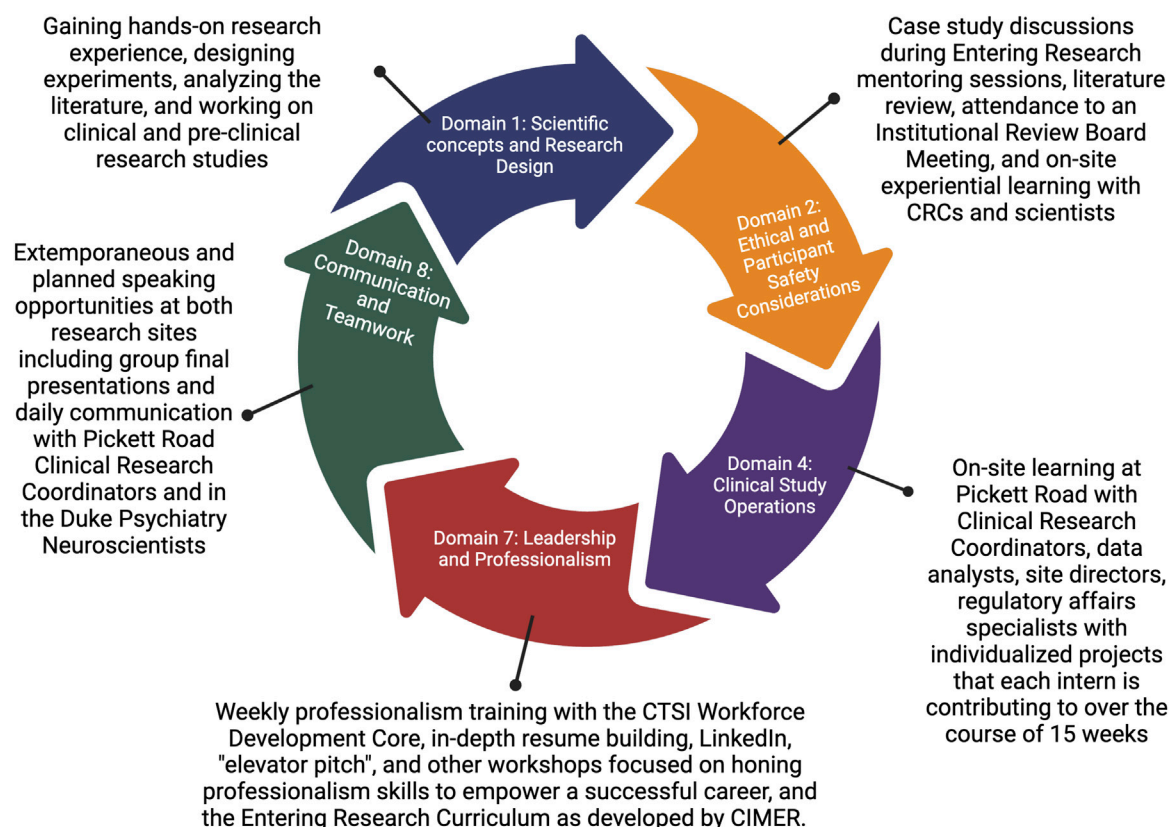 Gaining hands-on research
experience, designing
experiments, analyzing the
literature, and working on
clinical and pre-clinical
research studies
Domain 1: Scientific
concepts and Research
Design
Case study discussions
during Entering Research
mentoring sessions, literature
review, attendance to an
Institutional Review Board
Meeting, and on-site
experiential learning with
CRCs and scientists
Domain 2:
Ethical and
Participant
Safety
Considerations
Domain 8:
Communication
and
Teamwork
Extemporaneous and
planned speaking
opportunities at both
research sites
including group final
presentations and
daily communication
with Pickett Road
Clinical Research
Coordinators and in
the Duke Psychiatry
Neuroscientists
Domain 4:
Clinical Study
Operations
On-site learning at
Pickett Road with
Clinical Research
Coordinators, data
analysts, site directors,
regulatory affairs
specialists with
individualized projects
that each intern is
contributing to over the
course of 15 weeks
Domain 7: Leadership
and Professionalism
Weekly professionalism training with the CTSI Workforce
Development Core, in-depth resume building, LinkedIn,
"elevator pitch", and other workshops focused on honing
professionalism skills to empower a successful career, and
the Entering Research Curriculum as developed by CIMER.